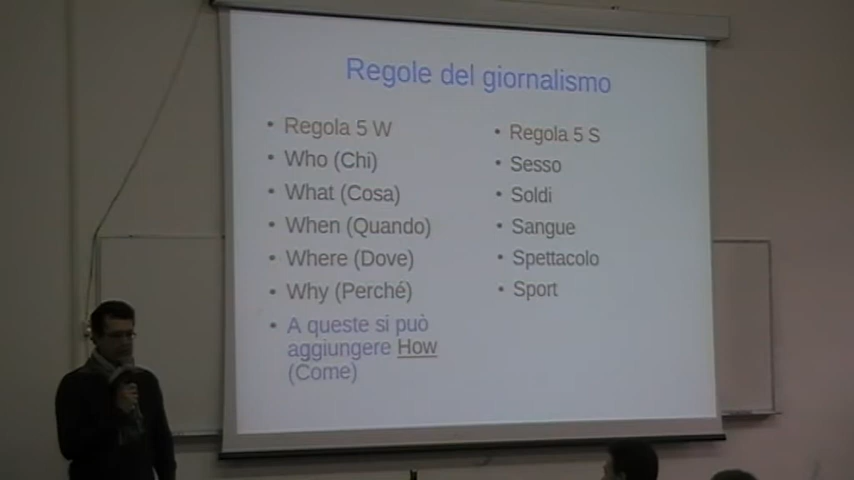 Regole del giornalismo
Regola 5 W
Who (Chi)
What (Cosa)
When (Quando)
Where (Dove)
Why (Perché)
A queste si può
aggiungere How
(Come)
Regola 5 S
Sesso
Soldi
Sangue
Spettacolo
Sport